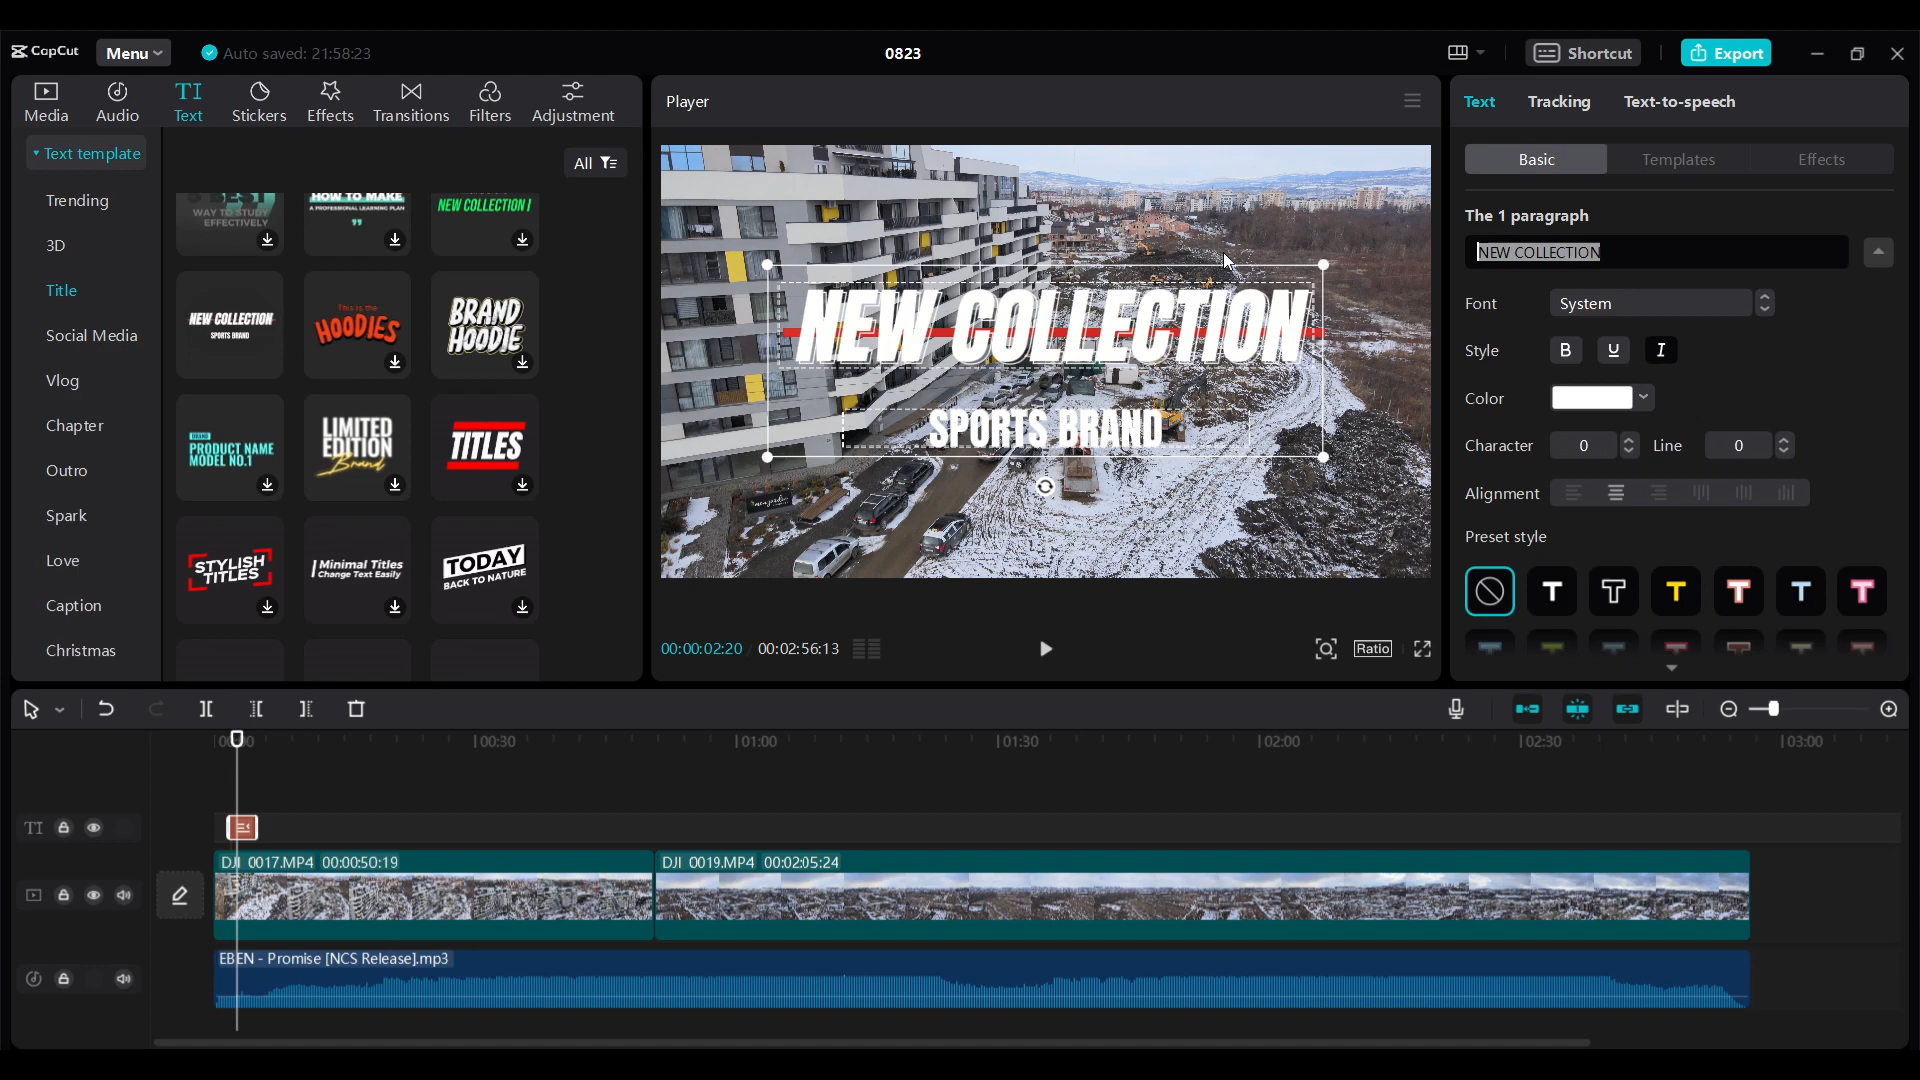 CapCut
Menu
Auto saved: 21:58:23
0823
Shortcut
Export
Media
Audio
TI
Text
Stickers
Effects
Transitions
Filters
Adjustment
Text template
Trending
3D
Title
Social Media
Vlog
Chapter
Outro
Spark
Love
Caption
Christmas
All
WAY TO STUDY
EFFECTIVELY
HOW TO MAKE
A PROFESSIONAL LEARNING PLAN
NEW COLLECTION !
NEW COLLECTION
SPORTS BRAND
This is the
HOODIES
BRAND
HOODIE
BRAND
PRODUCT NAME
MODEL NO.1
LIMITED
EDITION
Brand
TITLES
STYLISH
TITLES
Minimal Titles
Change Text Easily
TODAY
BACK TO NATURE
Player
NEW COLLECTION
SPORTS BRAND
00:00:02:20
00:02:56:13
Ratio
Text
Tracking
Text-to-speech
Basic
Templates
Effects
The 1 paragraph
NEW COLLECTION
Font
System
Style
B
U
I
Color
Character
0
Line
0
Alignment
Preset style
T T T T T T
00:30
01:00
01:30
02:00
02:30
03:00
TI
DJI_0017.MP4 00:00:50:19
DJI_0019.MP4 00:02:05:24
EBEN - Promise [NCS Release].mp3